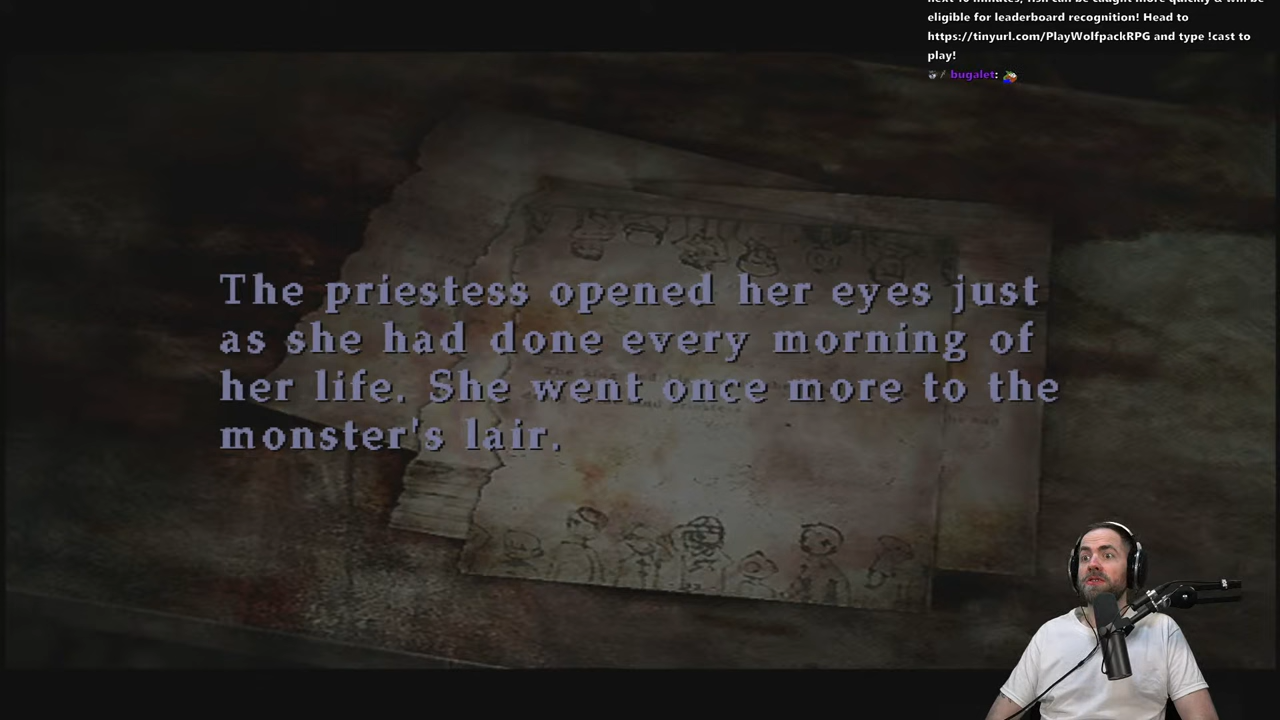 eligible for leaderboard recognition! Head to
https://tinyurl.com/PlayWolfpackRPG and type !cast to
play!
bugalet:
The priestess opened her eyes just
as she had done every morning of
her life. She went once more to the
monster's lair.